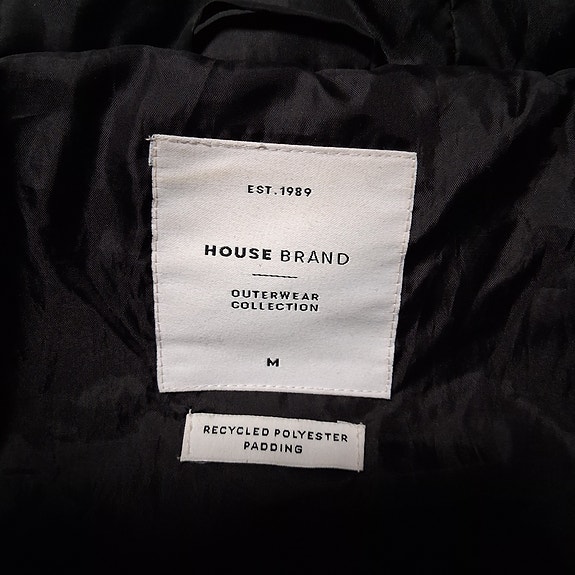 EST.1989
HOUSE BRAND
OUTERWEAR
COLLECTION
M
RECYCLED POLYESTER
PADDING